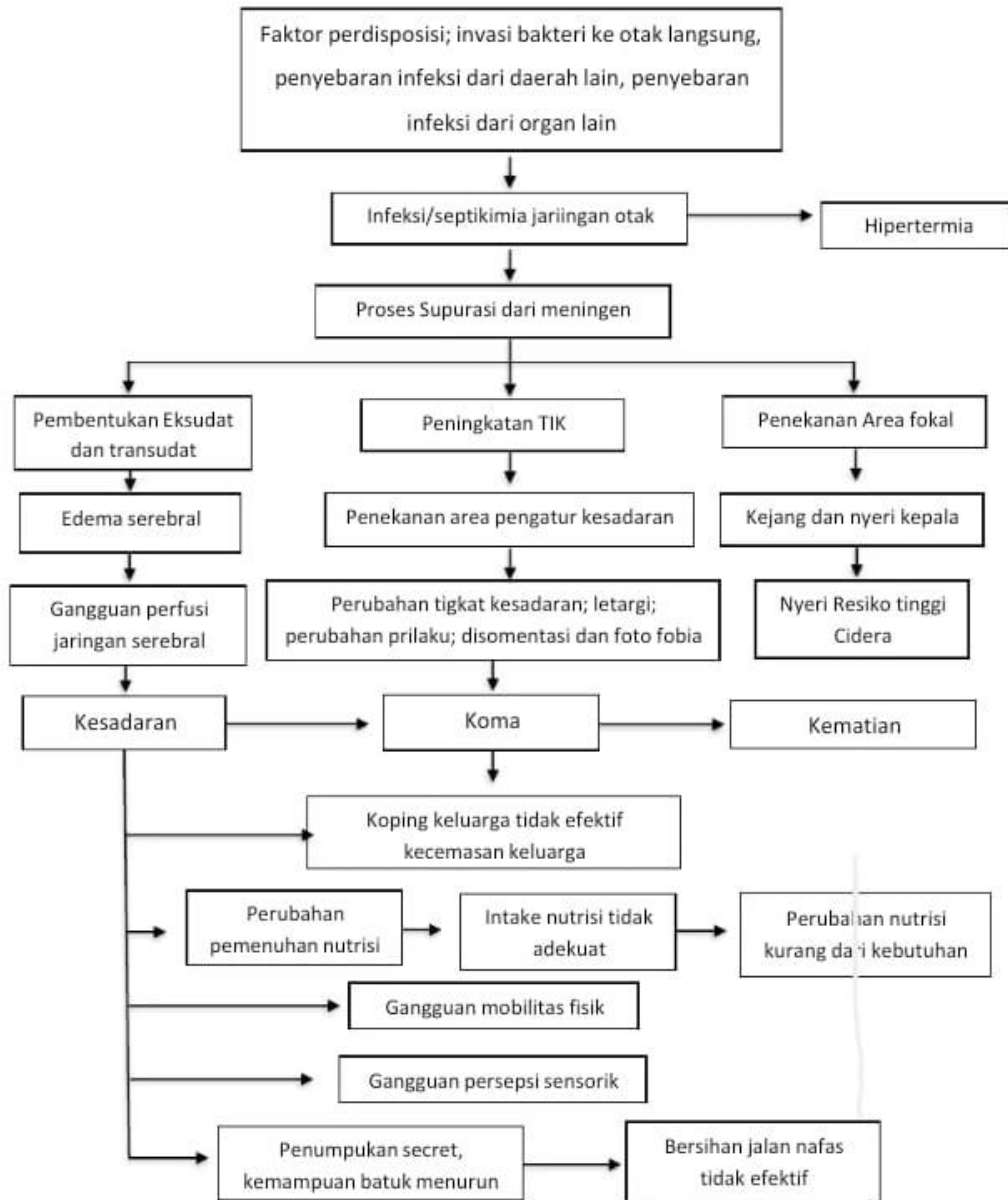 Faktor perdisposisi; invasi bakteri ke otak langsung,
penyebaran infeksi dari daerah lain, penyebaran
infeksi dari organ lain
Infeksi/septikimia jariingan otak
Hipertermia
Proses Supurasi dari meningen
Pembentukan Eksudat
dan transudat
Peningkatan TIK
Penekanan Area fokal
Edema serebral
Penekanan area pengatur kesadaran
Kejang dan nyeri kepala
Gangguan perfusi
jaringan serebral
Perubahan tigkat kesadaran; letargi;
perubahan prilaku; disomentasi dan foto fobia
Nyeri Resiko tinggi
Cidera
Kesadaran
Koma
Kematian
Koping keluarga tidak efektif
kecemasan keluarga
Perubahan
pemenuhan nutrisi
Intake nutrisi tidak
adekuat
Perubahan nutrisi
kurang dari kebutuhan
Gangguan mobilitas fisik
Gangguan persepsi sensorik
Penumpukan secret,
kemampuan batuk menurun
Bersihan jalan nafas
tidak efektif